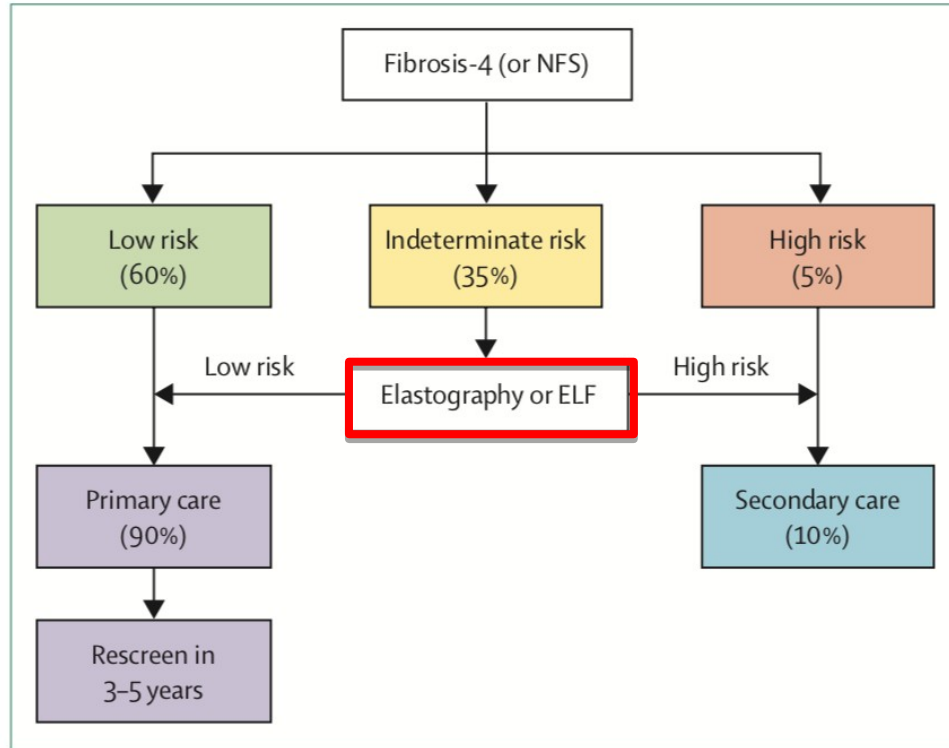 Fibrosis-4 (or NFS)
Low risk
(60%)
Indeterminate risk
(35%)
High risk
(5%)
Low risk
Elastography or ELF
High risk
Primary care
(90%)
Secondary care
(10%)
Rescreen in
3–5 years